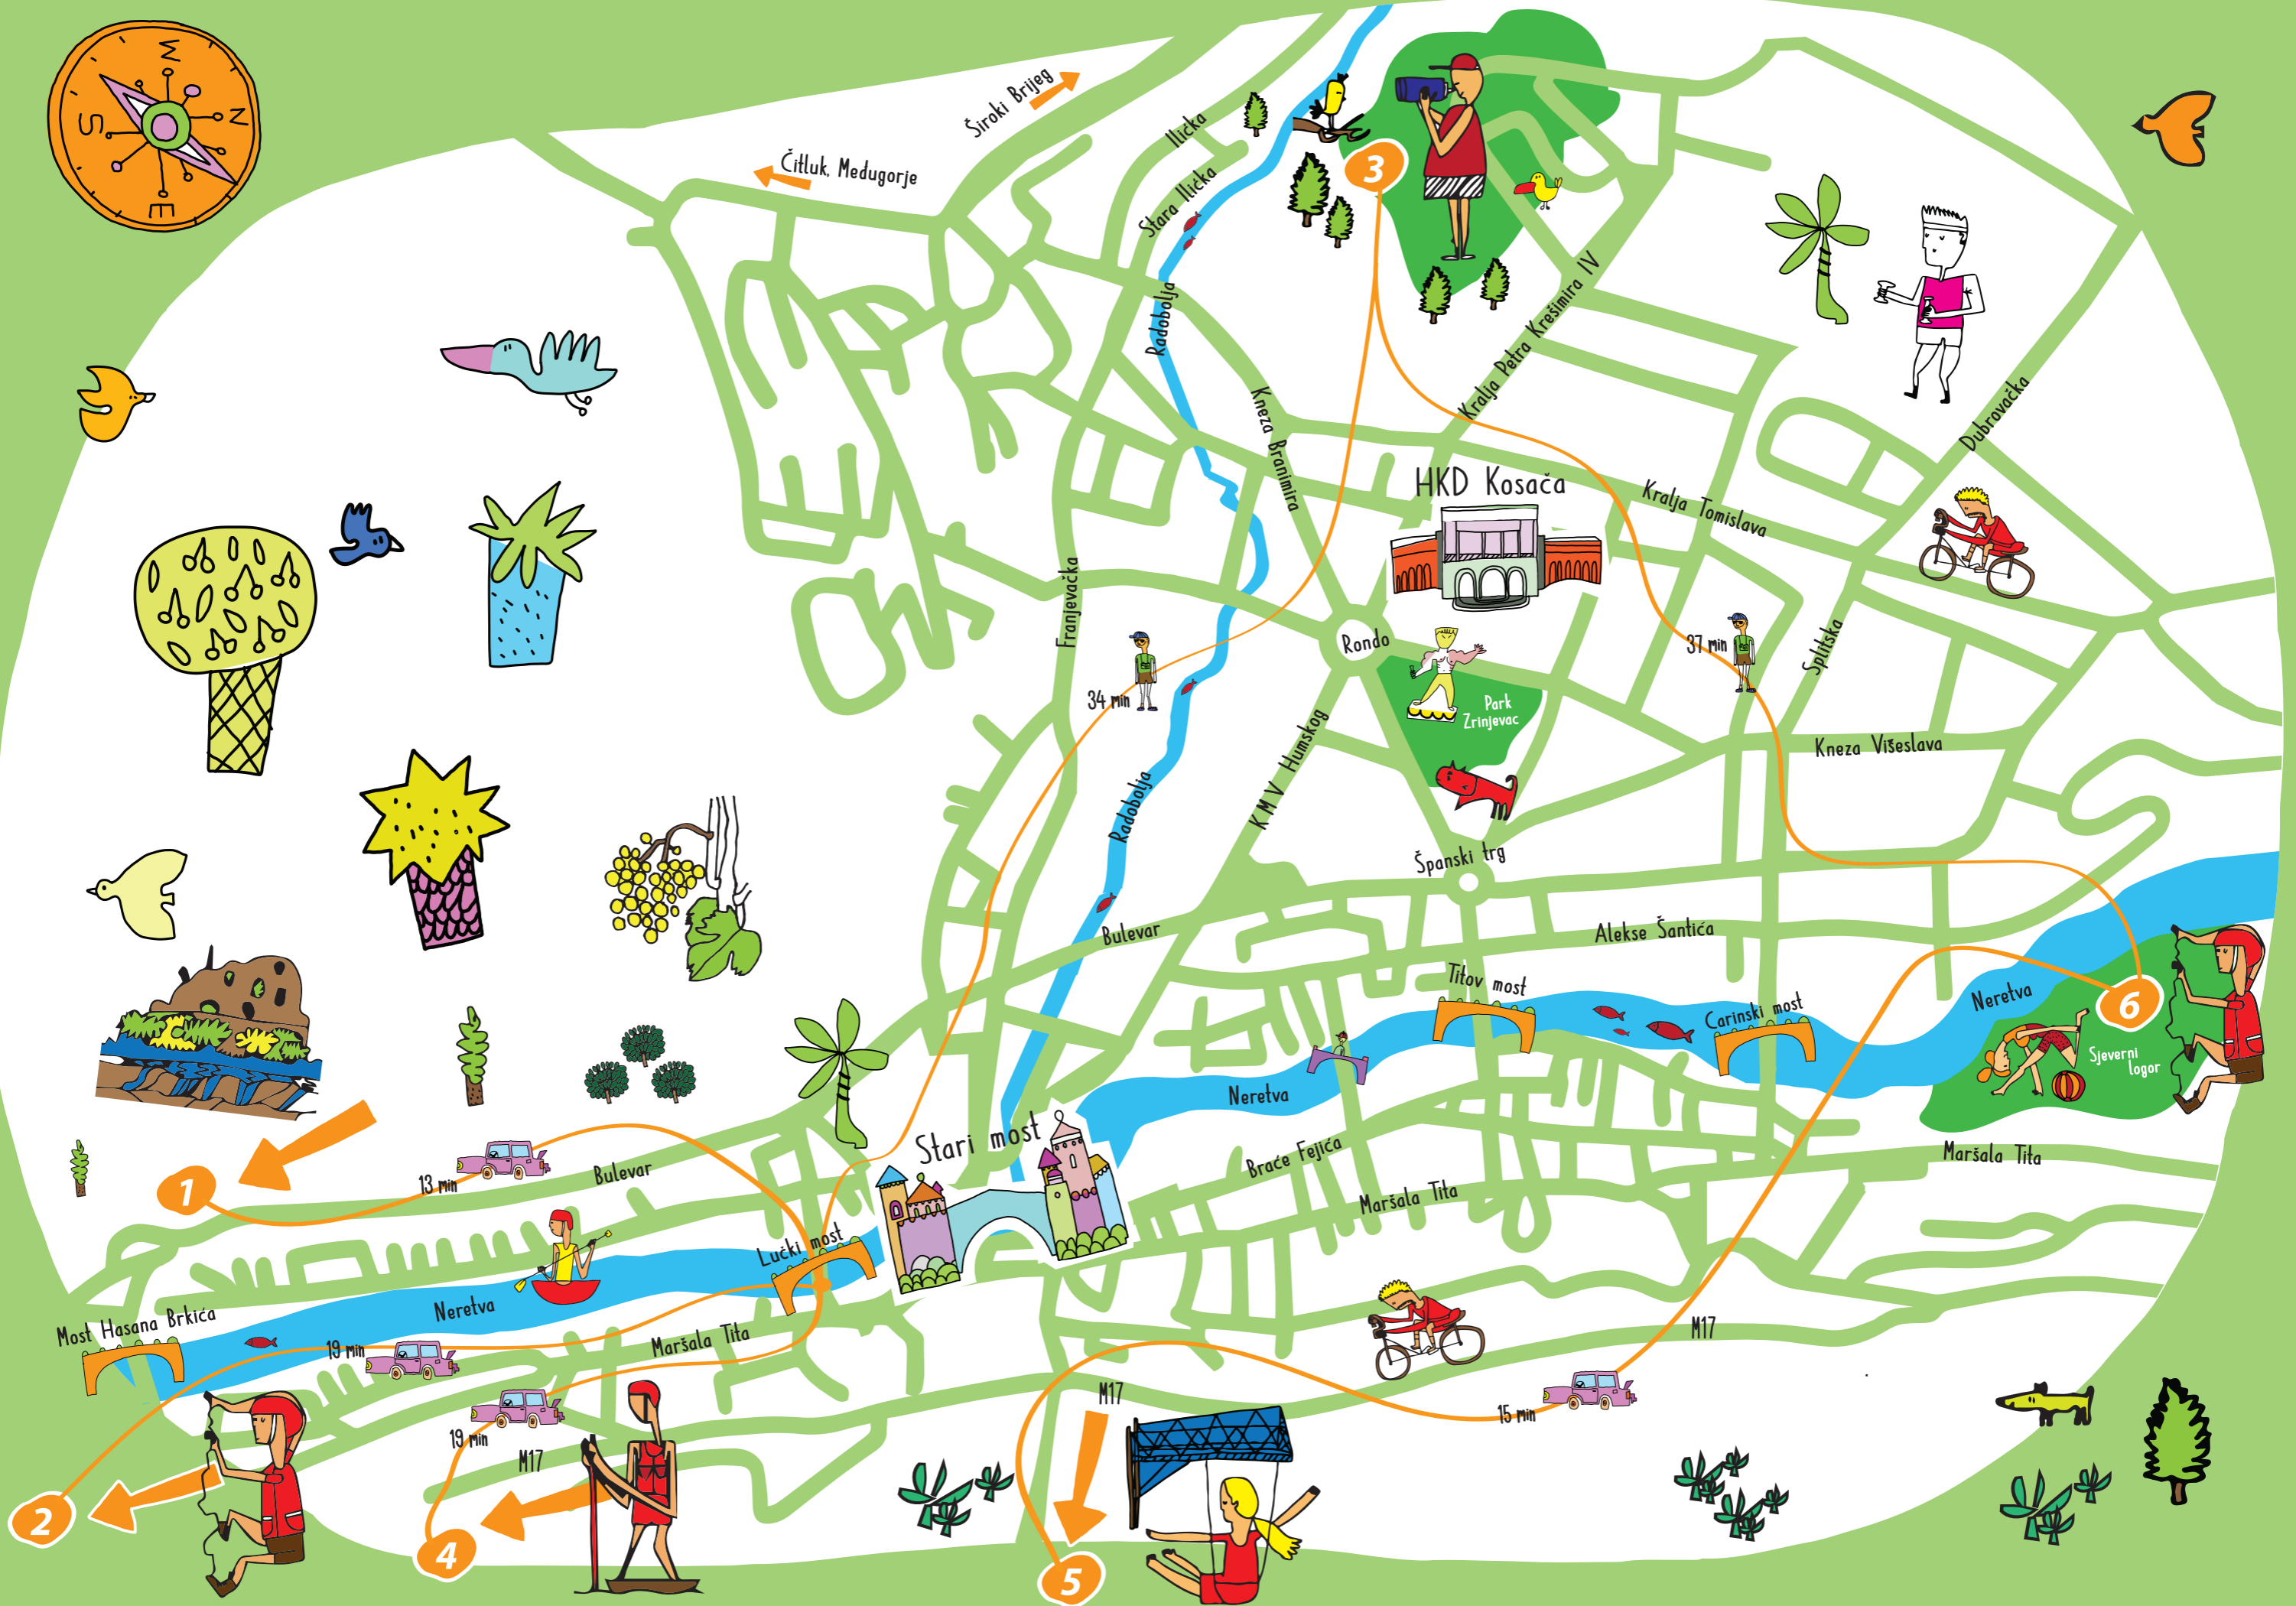 W
N
S
E
Široki Brijeg
Čitluk, Međugorje
Ilićka
Stara Ilićka
3
Radobolja
Kralja Petra Krešimira IV
Kneza Branimira
Dubrovačka
HKD Kosača
Kralja Tomislava
Franjevačka
Rondo
37 min
Splitska
34 min
Park
Zrinjevac
KMV Humskog
Kneza Višeslava
Radobolja
Španski trg
Bulevar
Alekse Šantića
Titov most
Carinski most
Neretva
6
Sjeverni
logor
Neretva
Stari most
Braće Fejića
Maršala Tita
Maršala Tita
1
13 min
Bulevar
Lučki most
Most Hasana Brkića
Neretva
19 min
Maršala Tita
M17
M17
15 min
19 min
M17
2
4
5